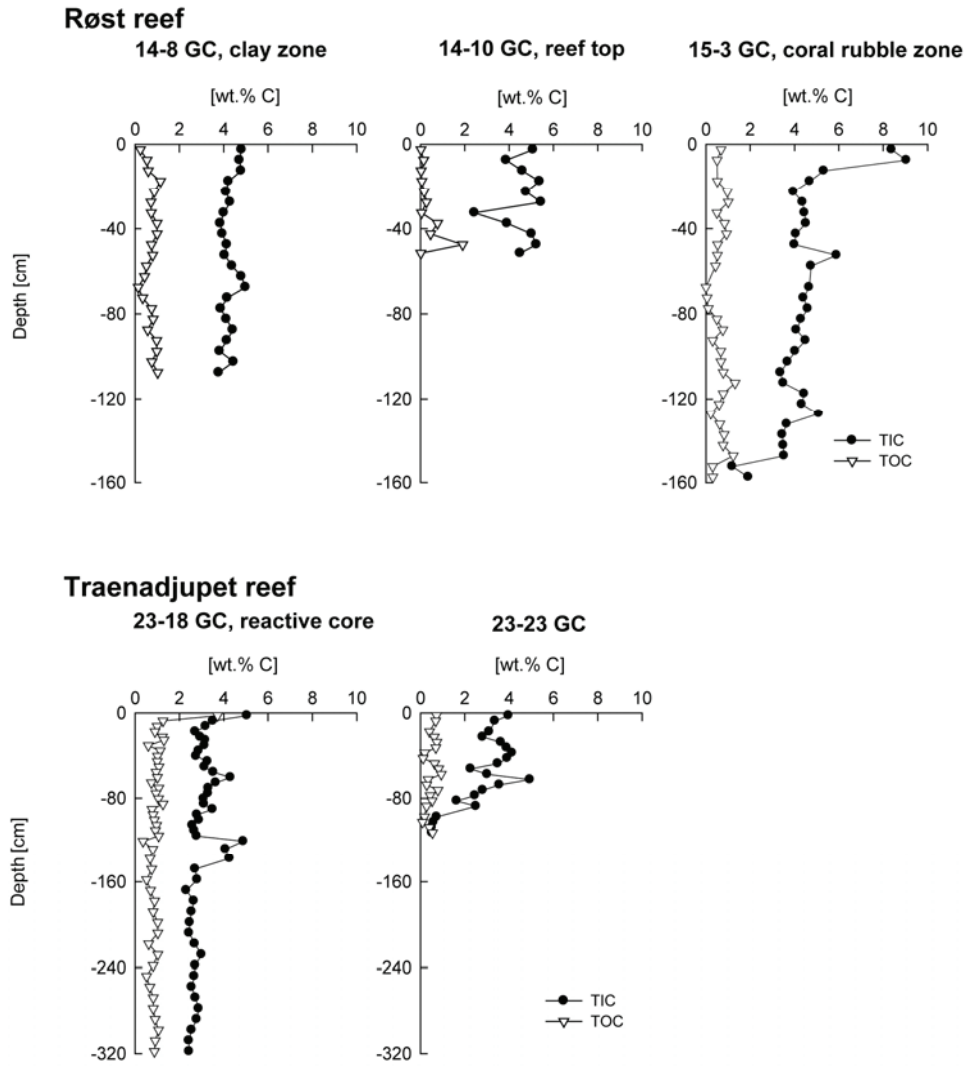 Røst reef
14-8 GC, clay zone
14-10 GC, reef top
15-3 GC, coral rubble zone
[wt.% C]
[wt.% C]
[wt.% C]
0 2 4 6 8 10
0 2 4 6 8 10
0 2 4 6 8 10
0
-40
-80
-120
-160
Depth [cm]
0
-40
-80
-120
-160
0
-40
-80
-120
-160
TIC
TOC
Traenadjupet reef
23-18 GC, reactive core
23-23 GC
[wt.% C]
[wt.% C]
0 2 4 6 8 10
0 2 4 6 8 10
0
-80
-160
-240
-320
Depth [cm]
0
-80
-160
-240
-320
TIC
TOC